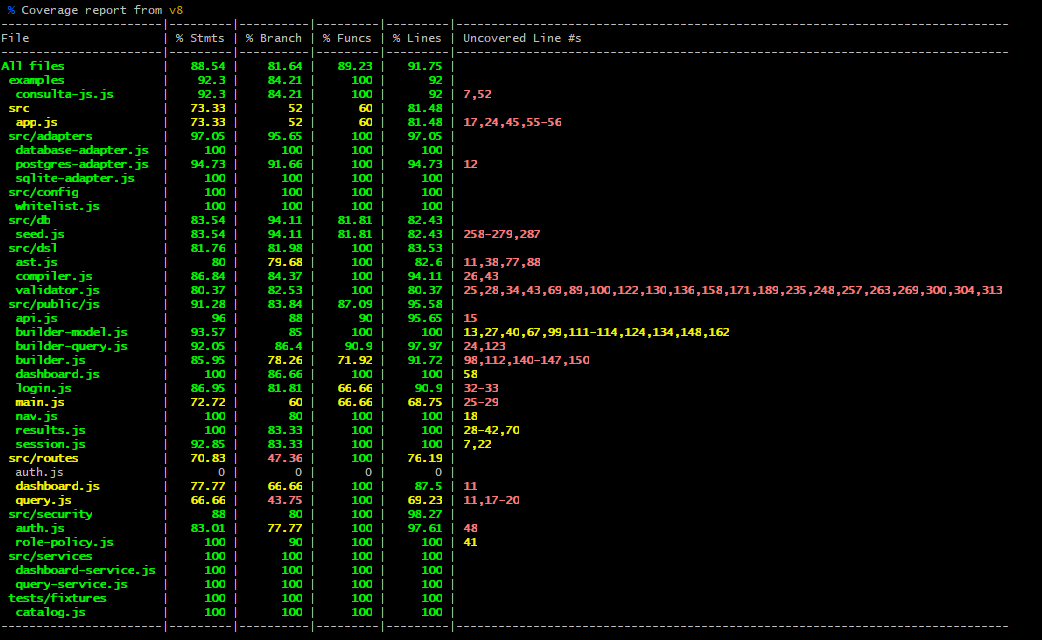 % Coverage report from v8
File | % Stmts | % Branch | % Funcs | % Lines | Uncovered Line #s
All files | 88.54 | 81.64 | 89.23 | 91.75 |
examples | 92.3 | 84.21 | 100 | 92 |
consulta-js.js | 92.3 | 84.21 | 100 | 92 | 7,52
src | 73.33 | 52 | 60 | 81.48 |
app.js | 73.33 | 52 | 60 | 81.48 | 17,24,45,55-56
src/adapters | 97.05 | 95.65 | 100 | 97.05 |
database-adapter.js | 100 | 100 | 100 | 100 |
postgres-adapter.js | 94.73 | 91.66 | 100 | 94.73 | 12
sqlite-adapter.js | 100 | 100 | 100 | 100 |
src/config | 100 | 100 | 100 | 100 |
whitelist.js | 100 | 100 | 100 | 100 |
src/db | 83.54 | 94.11 | 81.81 | 82.43 |
seed.js | 83.54 | 94.11 | 81.81 | 82.43 | 258-279,287
src/dsl | 81.76 | 81.98 | 100 | 83.53 |
ast.js | 80 | 79.68 | 100 | 82.6 | 11,38,77,88
compiler.js | 86.84 | 84.37 | 100 | 94.11 | 26,43
validator.js | 80.37 | 82.53 | 100 | 80.37 | 25,28,34,43,69,89,100,122,130,136,158,171,189,235,248,257,263,269,300,304,313
src/public/js | 91.28 | 83.84 | 87.09 | 95.58 |
api.js | 96 | 88 | 90 | 95.65 | 15
builder-model.js | 93.57 | 85 | 100 | 100 | 13,27,40,67,99,111-114,124,134,148,162
builder-query.js | 92.05 | 86.4 | 90.9 | 97.97 | 24,123
builder.js | 85.95 | 78.26 | 71.92 | 91.72 | 98,112,140-147,150
dashboard.js | 100 | 86.66 | 100 | 100 | 58
login.js | 86.95 | 81.81 | 66.66 | 90.9 | 32-33
main.js | 72.72 | 60 | 66.66 | 68.75 | 25-29
nav.js | 100 | 80 | 100 | 100 | 18
results.js | 100 | 83.33 | 100 | 100 | 28-42,70
session.js | 92.85 | 83.33 | 100 | 100 | 7,22
src/routes | 70.83 | 47.36 | 100 | 76.19 |
auth.js | 0 | 0 | 0 | 0 |
dashboard.js | 77.77 | 66.66 | 100 | 87.5 | 11
query.js | 66.66 | 43.75 | 100 | 69.23 | 11,17-20
src/security | 88 | 80 | 100 | 98.27 |
auth.js | 83.01 | 77.77 | 100 | 97.61 | 48
role-policy.js | 100 | 90 | 100 | 100 | 41
src/services | 100 | 100 | 100 | 100 |
dashboard-service.js | 100 | 100 | 100 | 100 |
query-service.js | 100 | 100 | 100 | 100 |
tests/fixtures | 100 | 100 | 100 | 100 |
catalog.js | 100 | 100 | 100 | 100 |